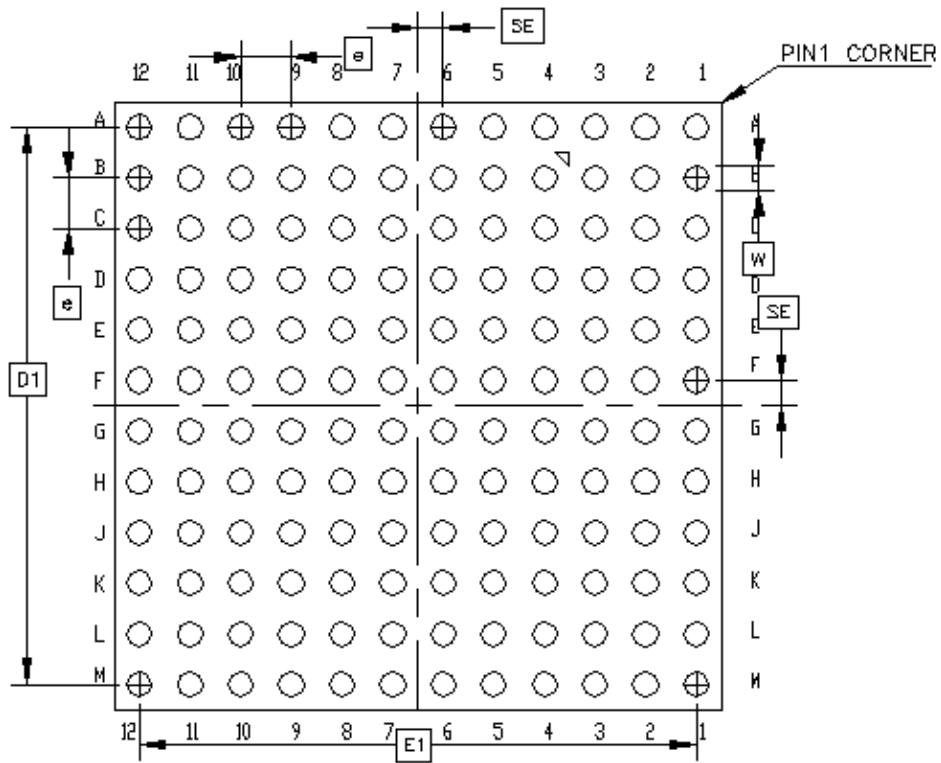 SE
e
PIN1 CORNER
12 11 10 9 8 7 6 5 4 3 2 1
A A
B
C
W
D D
e
E E
SE
D1
F F
G G
H H
J J
K K
L L
M M
12 11 10 9 8 7 6 5 4 3 2 1
E1